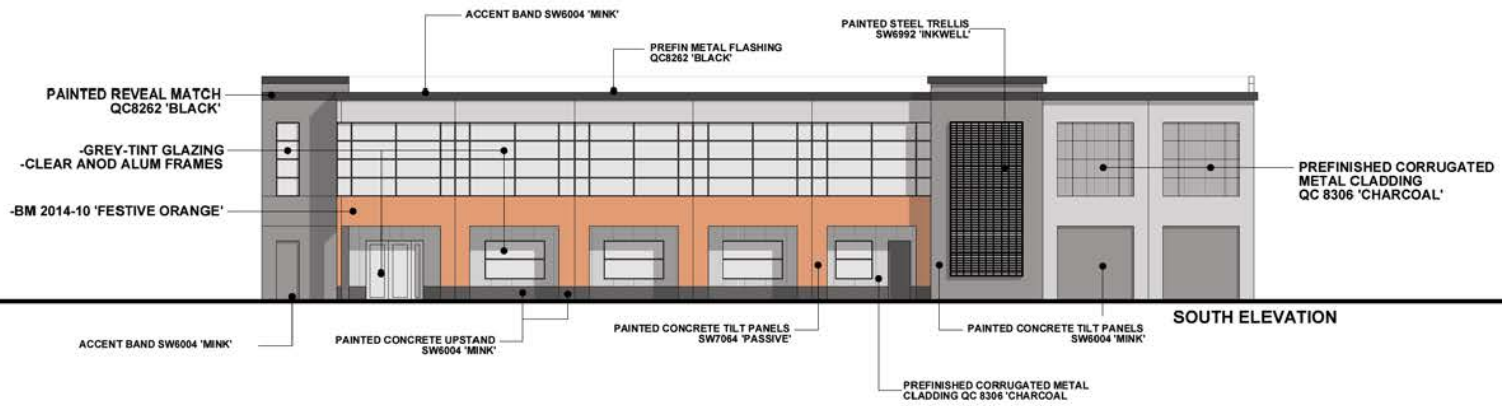 ACCENT BAND SW6004 'MINK'
PAINTED STEEL TRELLIS
SW6992 'INKWELL'
PREFIN METAL FLASHING
QC8262 'BLACK'
PAINTED REVEAL MATCH
QC8262 'BLACK'
-GREY-TINT GLAZING
-CLEAR ANOD ALUM FRAMES
PREFINISHED CORRUGATED
METAL CLADDING
QC 8306 'CHARCOAL'
-BM 2014-10 'FESTIVE ORANGE'
SOUTH ELEVATION
ACCENT BAND SW6004 'MINK'
PAINTED CONCRETE UPSTAND
SW6004 'MINK'
PAINTED CONCRETE TILT PANELS
SW7064 'PASSIVE'
PAINTED CONCRETE TILT PANELS
SW6004 'MINK'
PREFINISHED CORRUGATED METAL
CLADDING QC 8306 'CHARCOAL